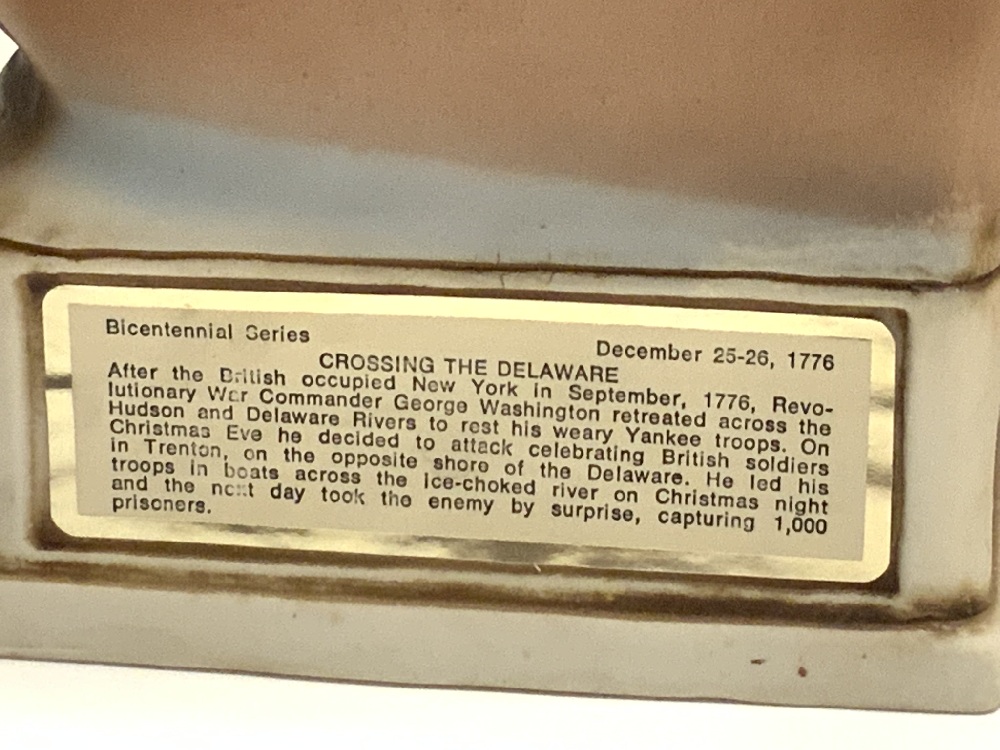 Bicentennial Series
December 25-26, 1776
CROSSING THE DELAWARE
After the British occupied New York in September, 1776, Revo-
lutionary War Commander George Washington retreated across the
Hudson and Delaware Rivers to rest his weary Yankee troops. On
Christmas Eve he decided to attack celebrating British soldiers
in Trenton, on the opposite shore of the Delaware. He led his
troops in boats across the ice-choked river on Christmas night
and the next day took the enemy by surprise, capturing 1,000
prisoners.